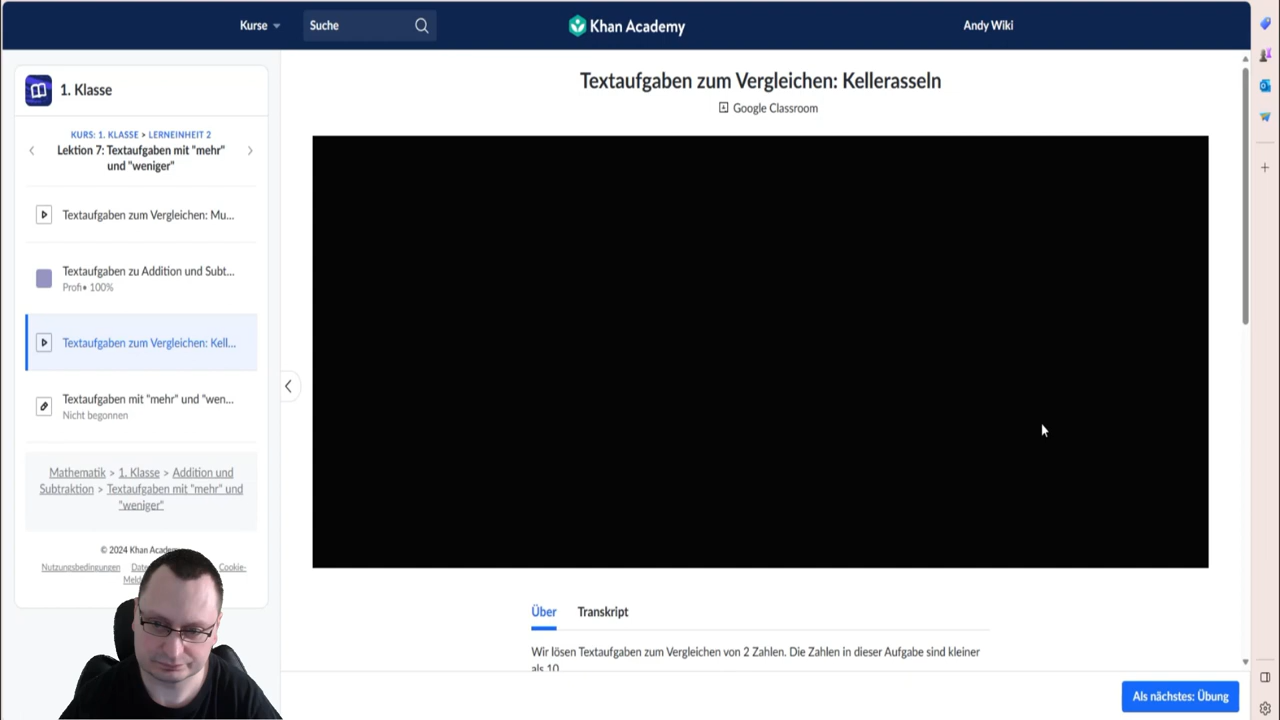 Kurse
Suche
Khan Academy
Andy Wiki
1. Klasse
KURS: 1. KLASSE > LERNEINHEIT 2
Lektion 7: Textaufgaben mit "mehr"
und "weniger"
Textaufgaben zum Vergleichen: Mu...
Textaufgaben zu Addition und Subt...
Profi• 100%
Textaufgaben zum Vergleichen: Kell...
Textaufgaben mit "mehr" und "wen...
Nicht begonnen
Mathematik > 1. Klasse > Addition und
Subtraktion > Textaufgaben mit "mehr" und
"weniger"
© 2024 Khan
Nutzungsbedingungen Cookie-
Textaufgaben zum Vergleichen: Kellerasseln
Google Classroom
Über Transkript
Wir lösen Textaufgaben zum Vergleichen von 2 Zahlen. Die Zahlen in dieser Aufgabe sind kleiner
als 10
Als nächstes: Übung